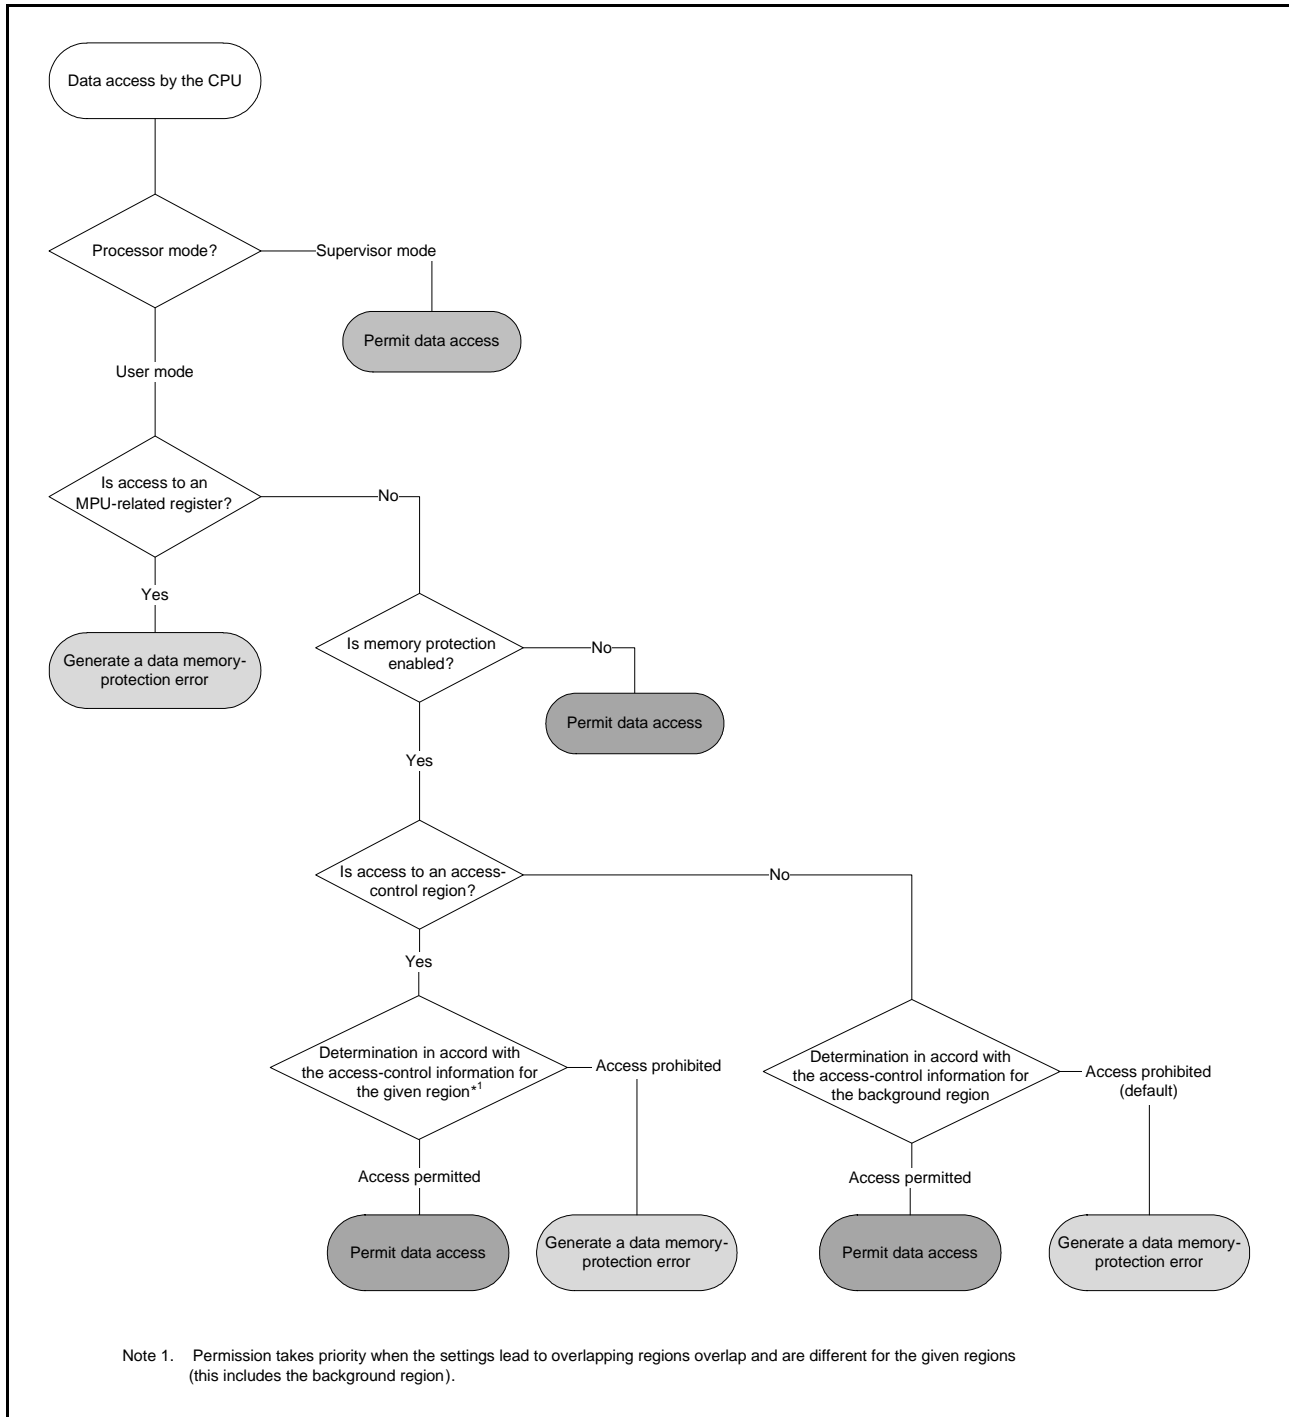 Data access by the CPU
Processor mode?
Supervisor mode
Permit data access
User mode
Is access to an
MPU-related register?
No
Yes
Generate a data memory-
protection error
Is memory protection
enabled?
No
Permit data access
Yes
Is access to an access-
control region?
No
Yes
Determination in accord with
the access-control information for
the given region*1
Access prohibited
Determination in accord with
the access-control information for
the background region
Access prohibited
(default)
Access permitted
Access permitted
Permit data access
Generate a data memory-
protection error
Permit data access
Generate a data memory-
protection error
Note 1. Permission takes priority when the settings lead to overlapping regions overlap and are different for the given regions
(this includes the background region).